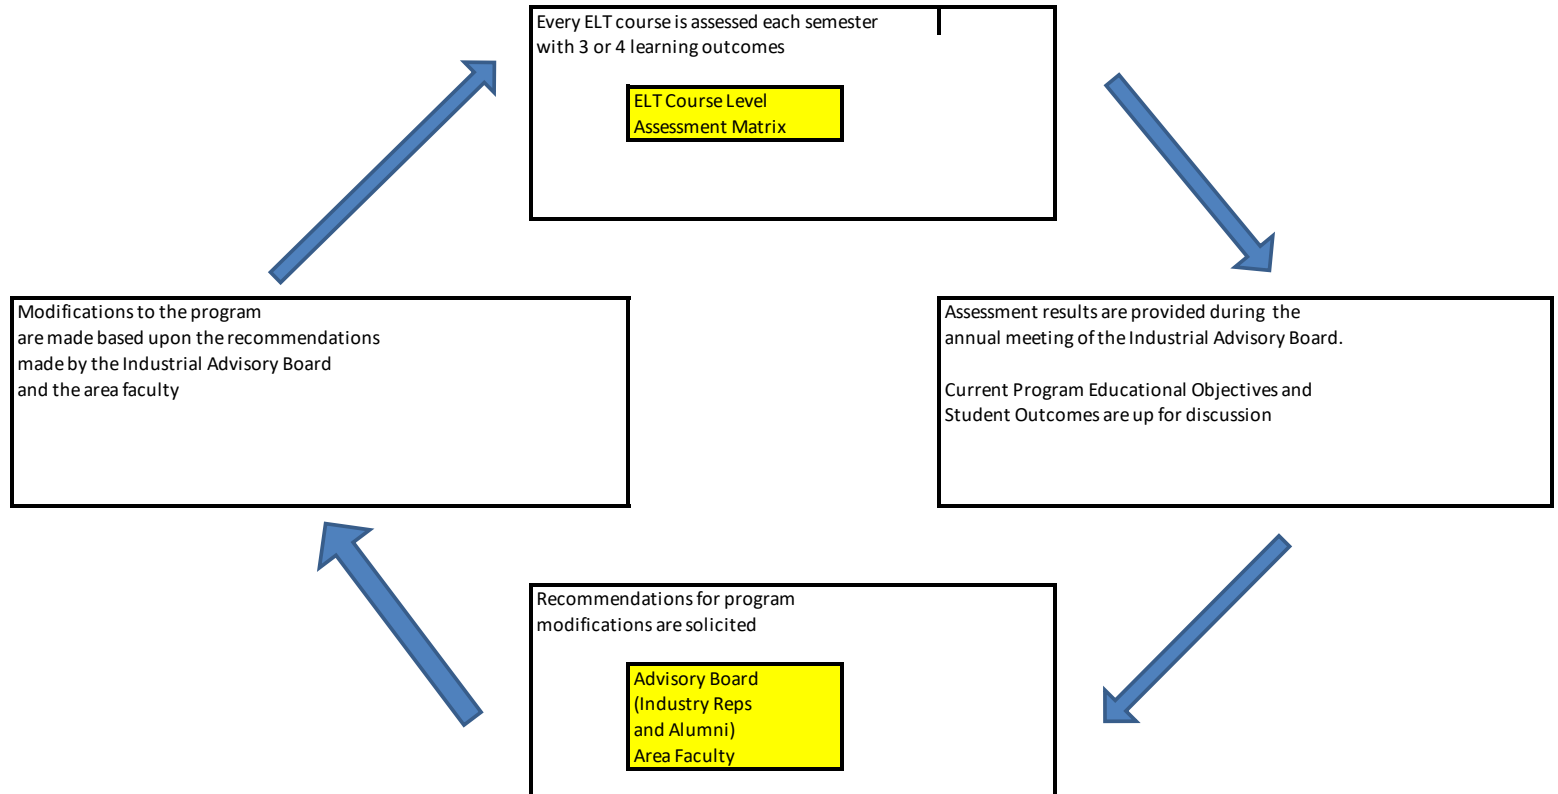 Every ELT course is assessed each semester
with 3 or 4 learning outcomes
ELT Course Level
Assessment Matrix
Modifications to the program
are made based upon the recommendations
made by the Industrial Advisory Board
and the area faculty
Assessment results are provided during the
annual meeting of the Industrial Advisory Board.
Current Program Educational Objectives and
Student Outcomes are up for discussion
Recommendations for program
modifications are solicited
Advisory Board
(Industry Reps
and Alumni)
Area Faculty